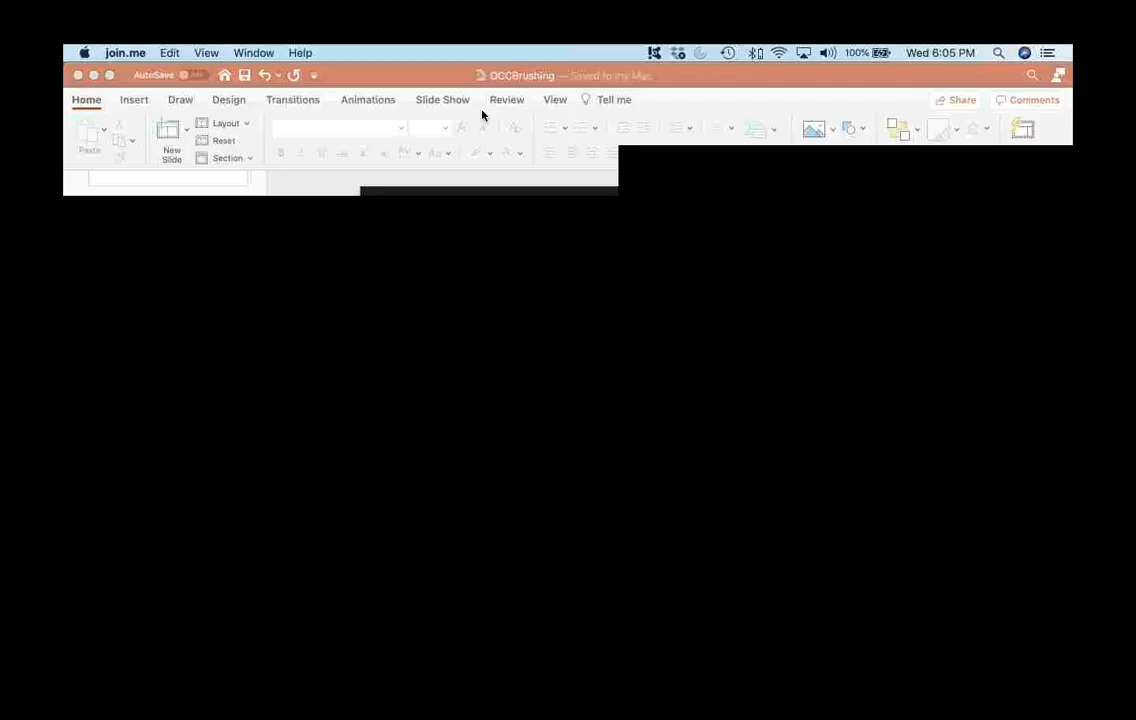 join.me Edit View Window Help 100% Wed 6:05 PM
AutoSave OCCBrushing — Saved to my Mac
Home Insert Draw Design Transitions Animations Slide Show Review View Tell me Share Comments
Paste
New
Slide
Layout
Reset
Section